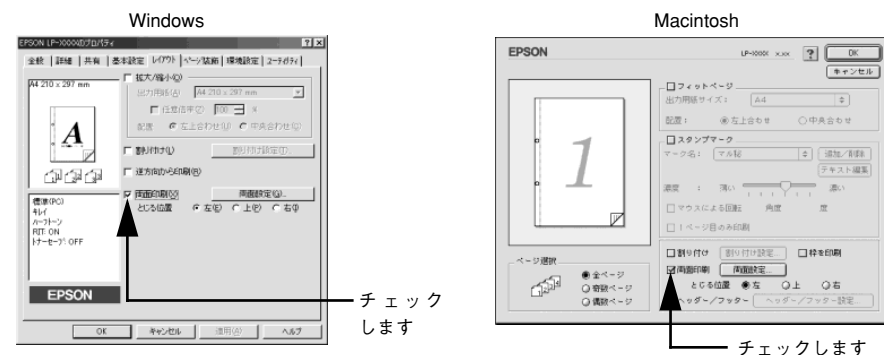 Windows
EPSON LP-XXXXのプロパティ
全般 詳細 共有 基本設定 レイアウト ページ装飾 環境設定 ユーティリティ
A4 210 x 297 mm
拡大/縮小(Q)
出力用紙(A) A4 210 x 297 mm
任意倍率(Z) 100 %
配置 左上合わせ(U) 中央合わせ(C)
A
割り付け(L) 割り付け設定(T)...
逆方向から印刷(R)
両面印刷(X) 両面設定(G)...
とじる位置 左(E) 上(P) 右(I)
標準(PC)
キレイ
ハーフトーン
RIT: ON
トナーセーブ: OFF
EPSON
OK キャンセル 適用(A) ヘルプ
チェック
します
Macintosh
EPSON LP-XXXX x.xx ? OK
キャンセル
フィットページ
出力用紙サイズ: A4
配置: 左上合わせ 中央合わせ
1
スタンプマーク
マーク名: マル秘 追加/削除
テキスト編集
濃度 : 薄い 濃い
マウスによる回転 角度 度
1ページ目のみ印刷
割り付け 割り付け設定... 枠を印刷
両面印刷 両面設定...
とじる位置 左 上 右
ヘッダー/フッター ヘッダー/フッター設定...
ページ選択
全ページ
奇数ページ
偶数ページ
チェックします